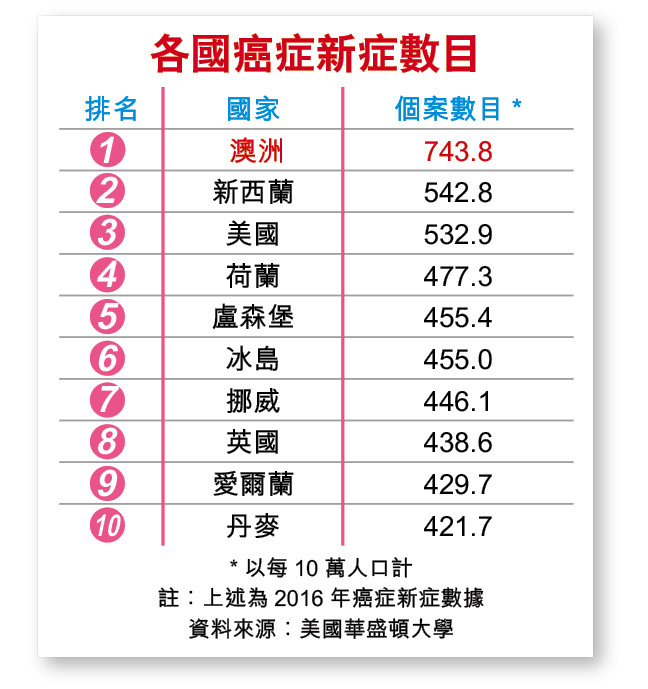 各國癌症新症數目
排名 國家 個案數目 *
1 澳洲 743.8
2 新西蘭 542.8
3 美國 532.9
4 荷蘭 477.3
5 盧森堡 455.4
6 冰島 455.0
7 挪威 446.1
8 英國 438.6
9 愛爾蘭 429.7
10 丹麥 421.7
* 以每 10 萬人口計
註：上述為 2016 年癌症新症數據
資料來源：美國華盛頓大學